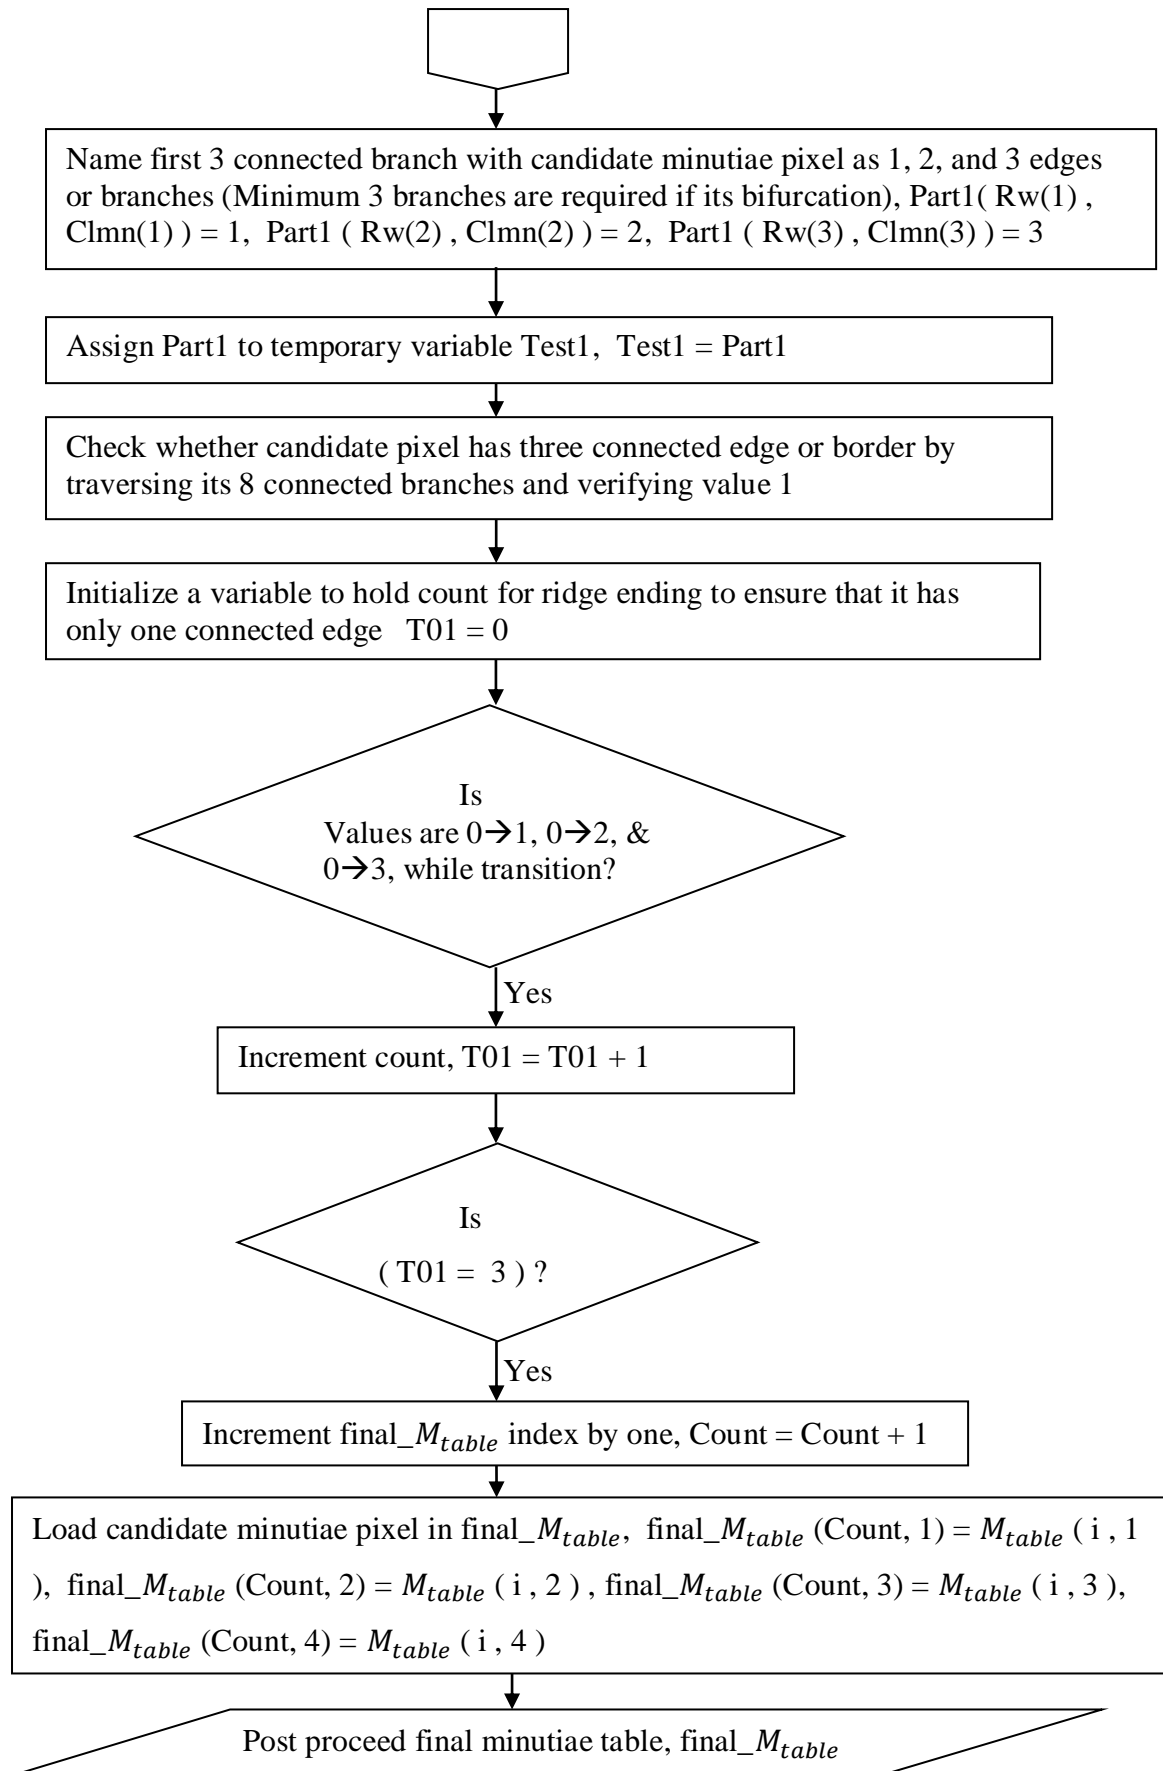 Name first 3 connected branch with candidate minutiae pixel as 1, 2, and 3 edges
or branches (Minimum 3 branches are required if its bifurcation), Part1( Rw(1) ,
Clmn(1) ) = 1, Part1 ( Rw(2) , Clmn(2) ) = 2, Part1 ( Rw(3) , Clmn(3) ) = 3
Assign Part1 to temporary variable Test1, Test1 = Part1
Check whether candidate pixel has three connected edge or border by
traversing its 8 connected branches and verifying value 1
Initialize a variable to hold count for ridge ending to ensure that it has
only one connected edge T01 = 0
Is
Values are 0→1, 0→2, &
0→3, while transition?
Yes
Increment count, T01 = T01 + 1
Is
( T01 = 3 ) ?
Yes
Increment final_M_table index by one, Count = Count + 1
Load candidate minutiae pixel in final_M_table, final_M_table (Count, 1) = M_table ( i , 1
), final_M_table (Count, 2) = M_table ( i , 2 ) , final_M_table (Count, 3) = M_table ( i , 3 ),
final_M_table (Count, 4) = M_table ( i , 4 )
Post proceed final minutiae table, final_M_table